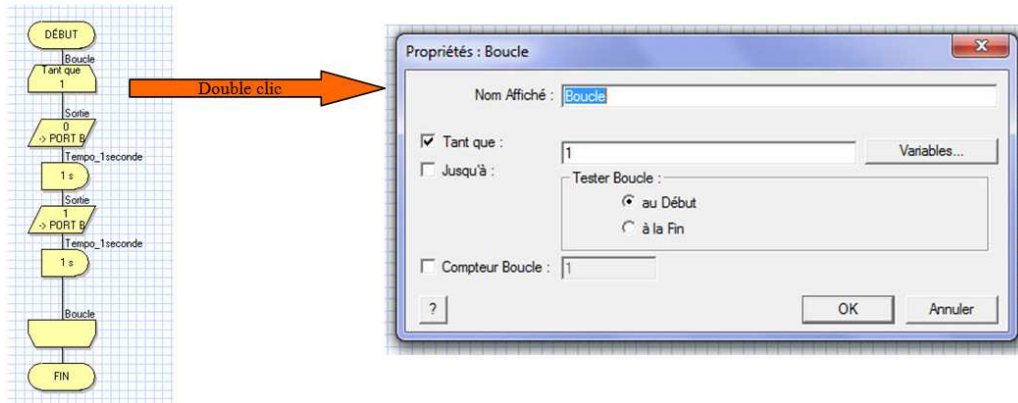 DÉBUT
Boucle
Tant que
1
Sortie
0
-> PORT B
Tempo_1seconde
1 s
Sortie
1
-> PORT B
Tempo_1seconde
1 s
Boucle
FIN
Double clic
Propriétés : Boucle
Nom Affiché : Boucle
Tant que : 1 Variables...
Jusqu'à :
Tester Boucle :
au Début
à la Fin
Compteur Boucle : 1
? OK Annuler